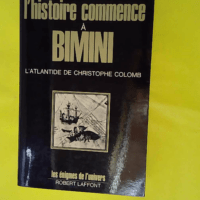 l'histoire commence
à
BIMINI
L'ATLANTIDE DE CHRISTOPHE COLOMB
les énigmes de l'univers
ROBERT LAFFONT